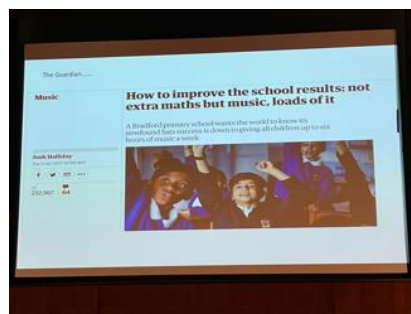 The Guardian
Music
How to improve the school results: not
extra maths but music, loads of it
A Bradford primary school wants the world to know its
newfound Sats success is down to giving all children up to six
hours of music a week
Josh Halliday
232,967
64